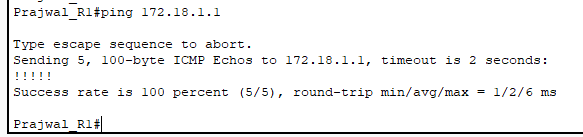 Prajwal_R1#ping 172.18.1.1
Type escape sequence to abort.
Sending 5, 100-byte ICMP Echos to 172.18.1.1, timeout is 2 seconds:
!!!!!
Success rate is 100 percent (5/5), round-trip min/avg/max = 1/2/6 ms
Prajwal_R1#